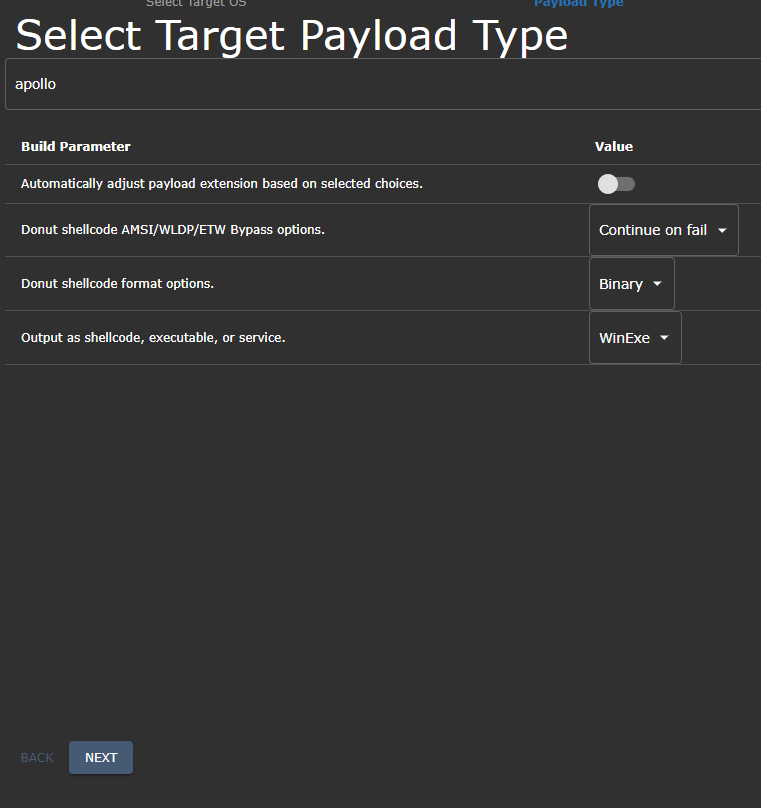 Select Target OS Payload Type
Select Target Payload Type
apollo
Build Parameter Value
Automatically adjust payload extension based on selected choices.
Donut shellcode AMSI/WLDP/ETW Bypass options. Continue on fail
Donut shellcode format options. Binary
Output as shellcode, executable, or service. WinExe
BACK NEXT